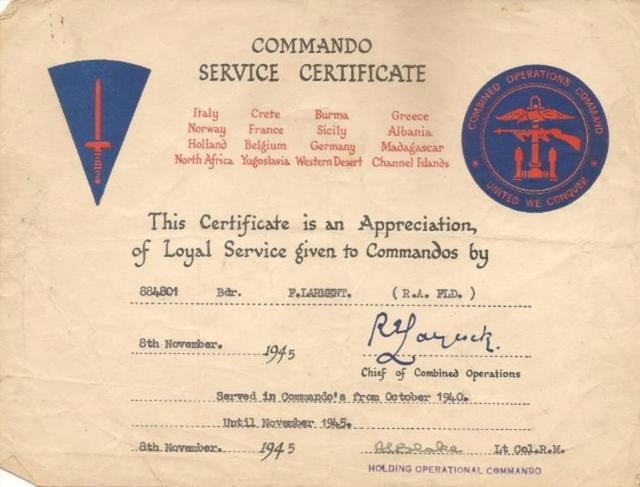 COMMANDO
SERVICE CERTIFICATE
Italy Crete Burma Greece
Norway France Sicily Albania
Holland Belgium Germany Madagascar
North Africa Yugoslavia Western Desert Channel Islands
COMBINED OPERATIONS COMMAND
UNITED WE CONQUER
This Certificate is an Appreciation,
of Loyal Service given to Commandos by
884801 Bdr. F.LARMENT. (R.A. FLD.)
8th November. 1945
Chief of Combined Operations
Served in Commando's from October 1940.
Until November 1945.
8th November. 1945 Lt Col.R.M.
HOLDING OPERATIONAL COMMANDO